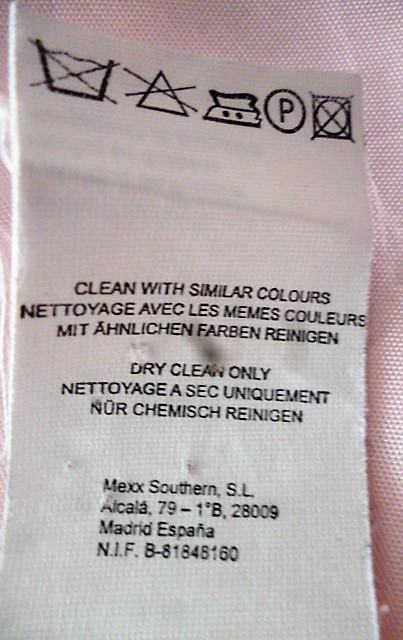 P
CLEAN WITH SIMILAR COLOURS
NETTOYAGE AVEC LES MEMES COULEURS
MIT ÄHNLICHEN FARBEN REINIGEN
DRY CLEAN ONLY
NETTOYAGE A SEC UNIQUEMENT
NÜR CHEMISCH REINIGEN
Mexx Southern, S.L.
Alcalá, 79 – 1°B, 28009
Madrid España
N.I.F. B-81848160